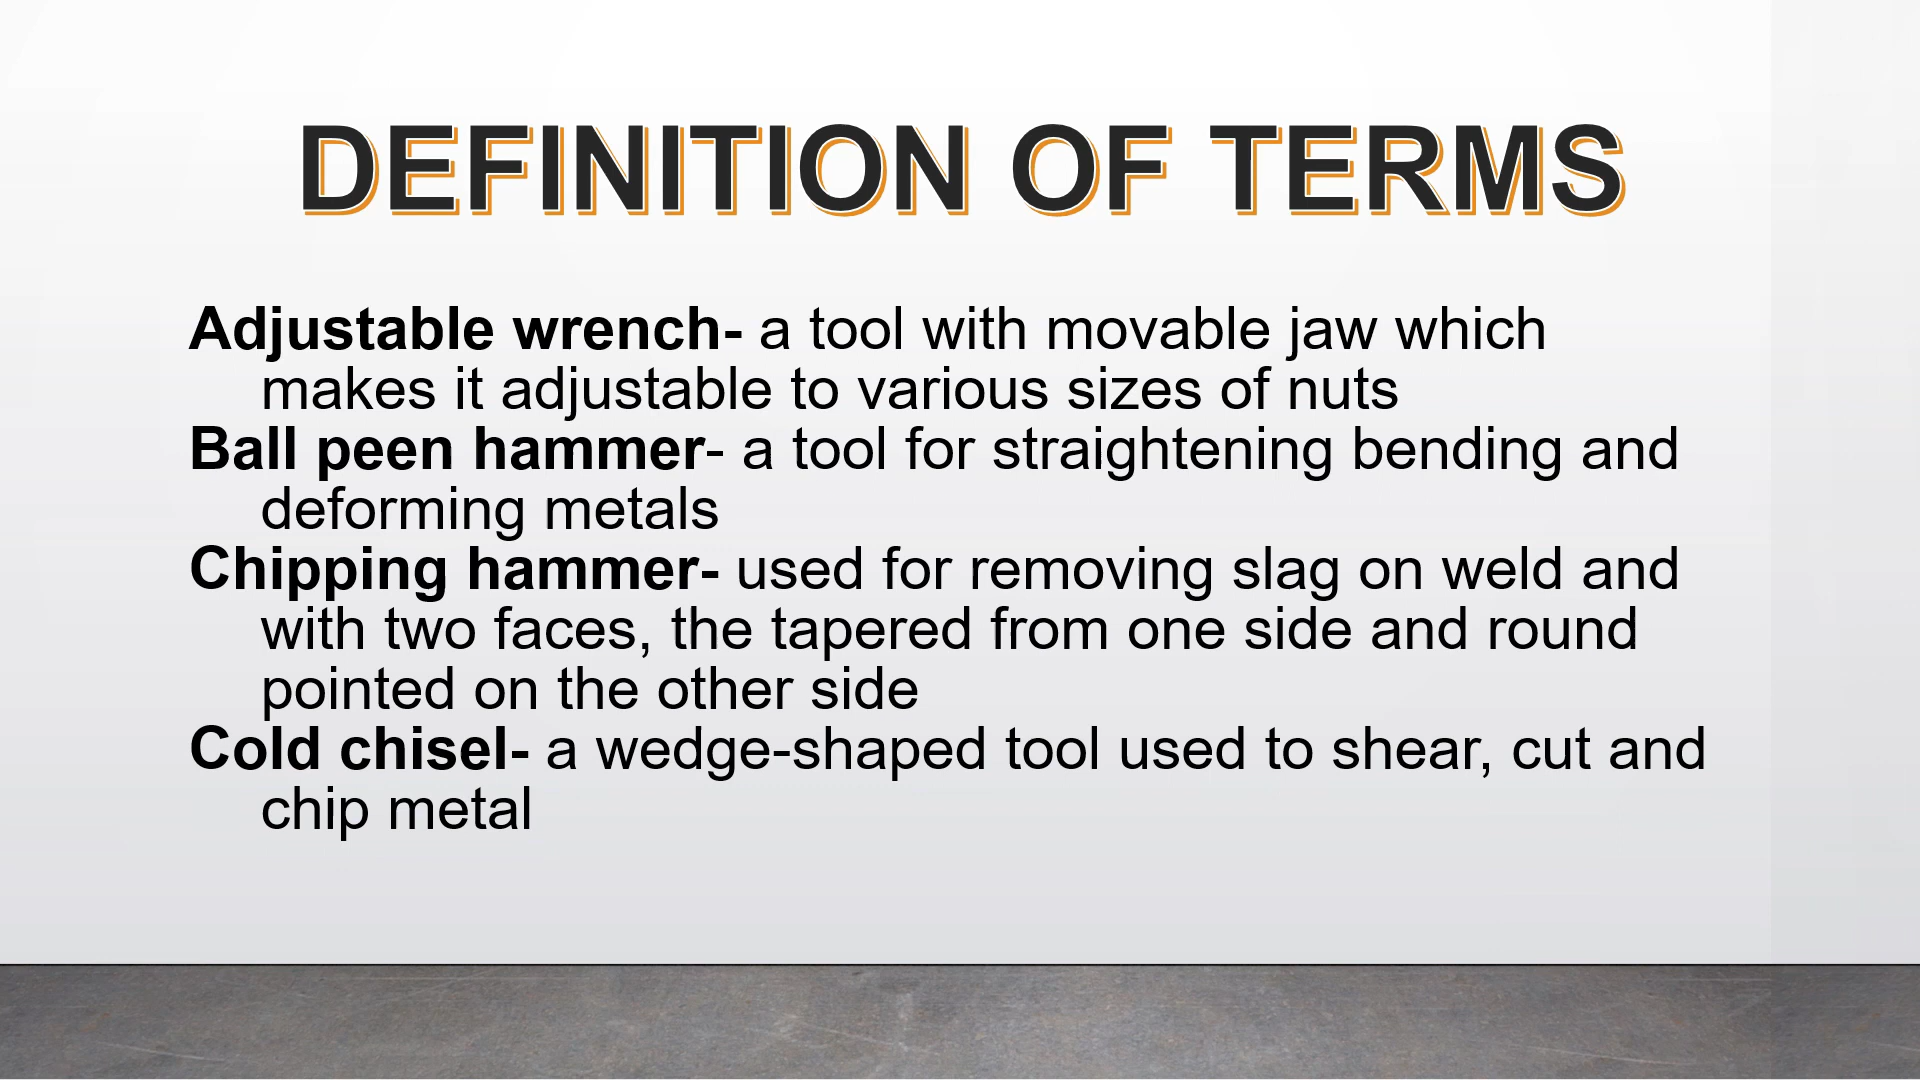 DEFINITION OF TERMS
Adjustable wrench- a tool with movable jaw which
makes it adjustable to various sizes of nuts
Ball peen hammer- a tool for straightening bending and
deforming metals
Chipping hammer- used for removing slag on weld and
with two faces, the tapered from one side and round
pointed on the other side
Cold chisel- a wedge-shaped tool used to shear, cut and
chip metal